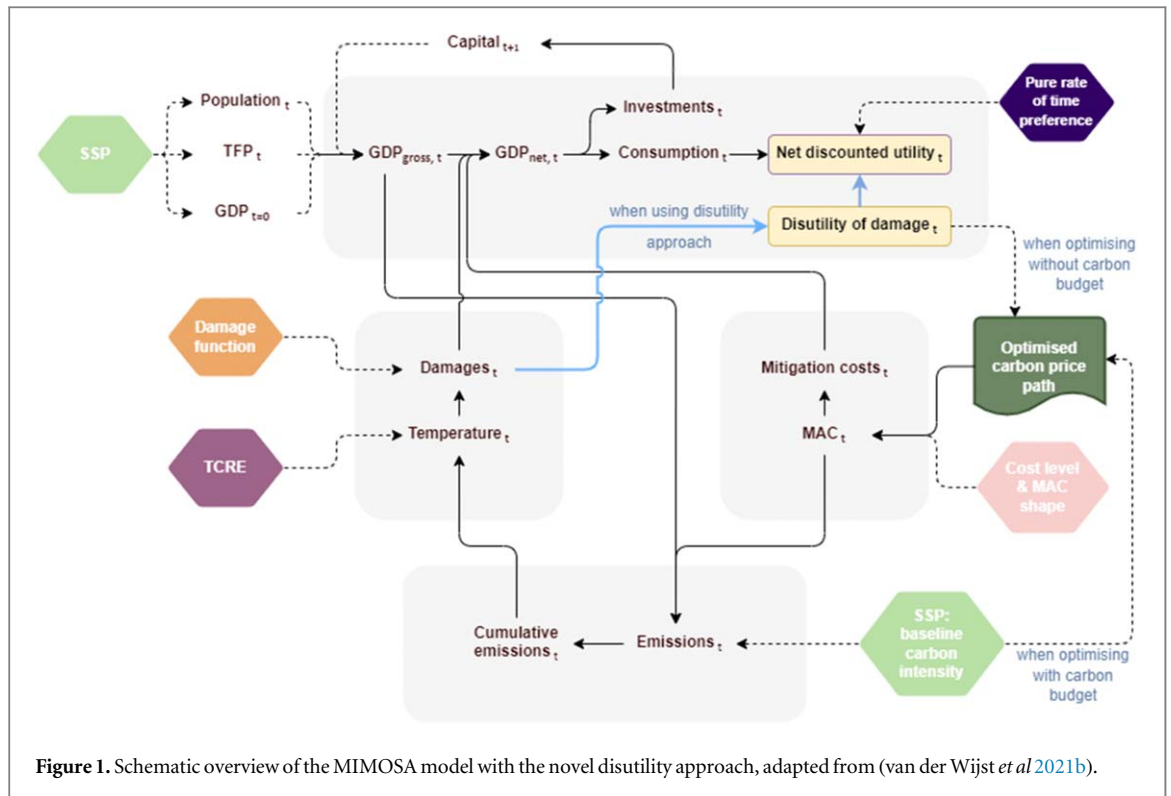 Capital t+1
Population t
Investments t
Pure rate
of time
preference
SSP
TFP t
GDP gross, t
GDP net, t
Consumption t
Net discounted utility t
GDP t=0
when using disutility
approach
Disutility of damage t
when optimising
without carbon
budget
Damage
function
Damages t
Mitigation costs t
Optimised
carbon price
path
TCRE
Temperature t
MAC t
Cost level
& MAC
shape
Cumulative
emissions t
Emissions t
SSP:
baseline
carbon
intensity
when optimising
with carbon
budget
Figure 1. Schematic overview of the MIMOSA model with the novel disutility approach, adapted from (van der Wijst et al 2021b).